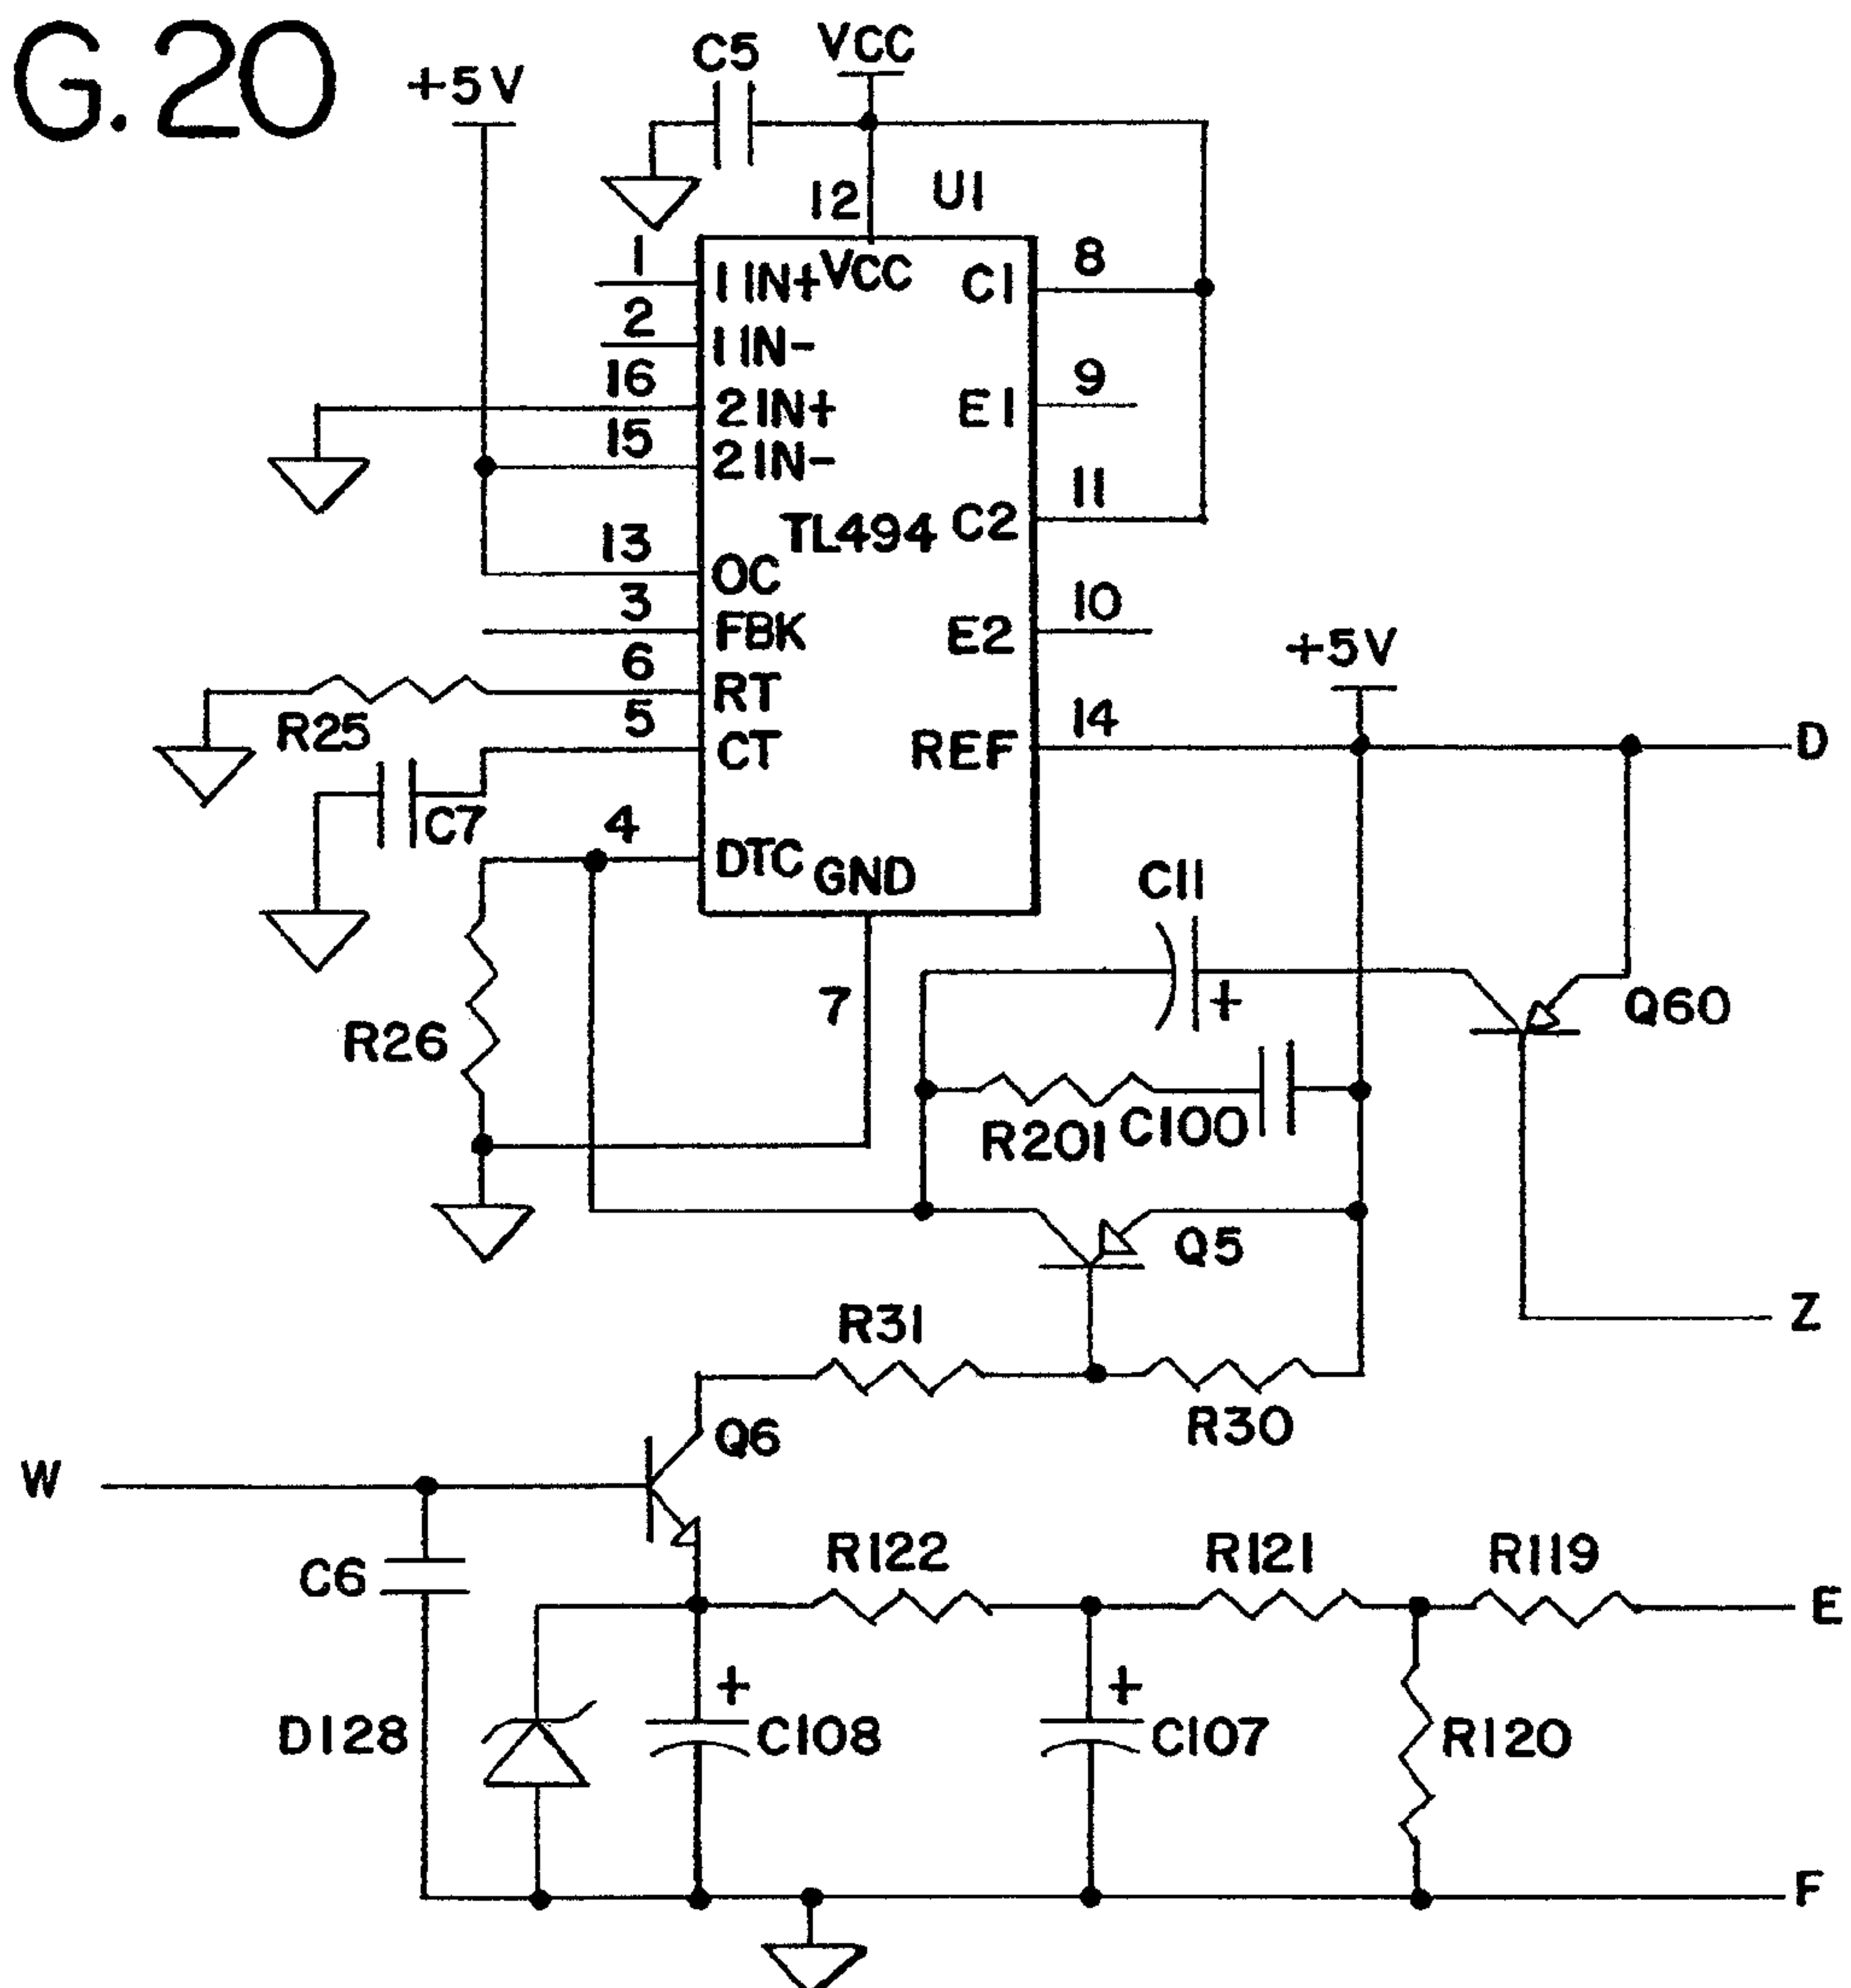 G. 20
+5V
C5
VCC
12
U1
1
1IN+
VCC
C1
8
2
1IN-
16
2IN+
E1
9
15
2IN-
TL494
C2
11
13
OC
3
FBK
E2
10
6
RT
+5V
R25
5
CT
REF
14
D
C7
4
DTC
GND
C11
7
Q60
R26
R201
C100
Q5
Z
R31
R30
Q6
W
C6
R122
R121
R119
E
+
+
+
D128
C108
C107
R120
F